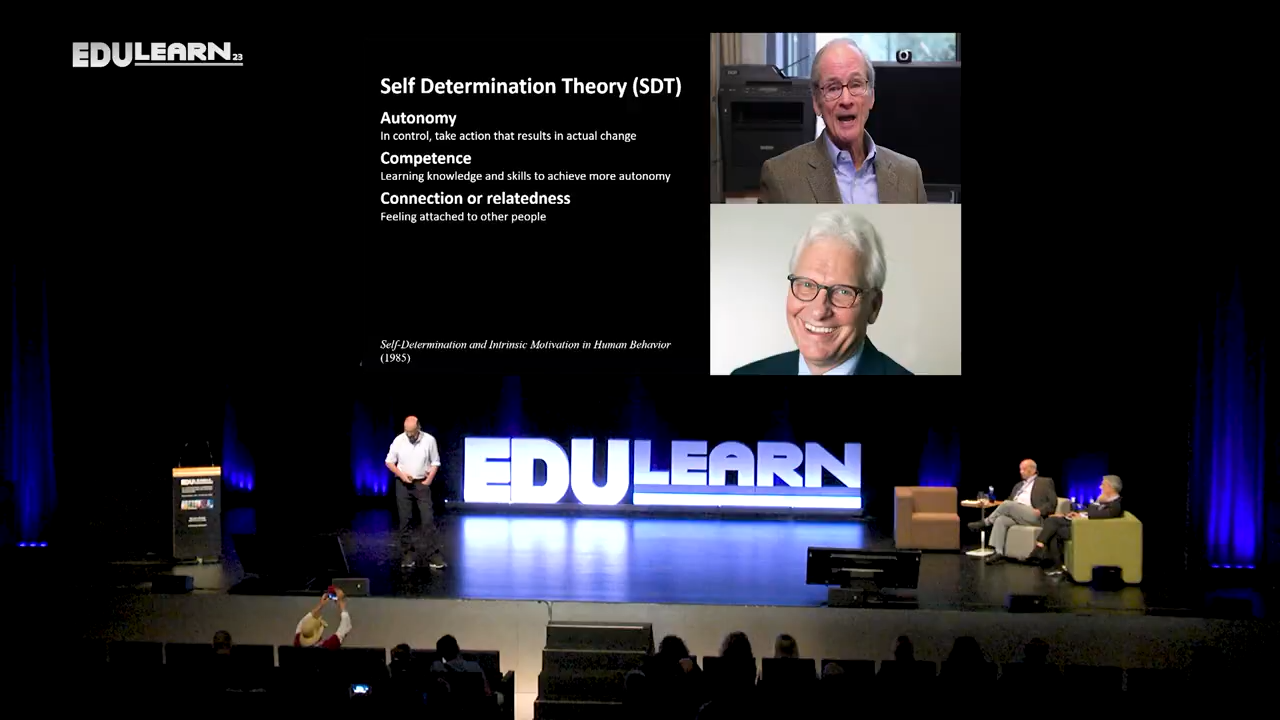 EDULEARN 23
Self Determination Theory (SDT)
Autonomy
In control, take action that results in actual change
Competence
Learning knowledge and skills to achieve more autonomy
Connection or relatedness
Feeling attached to other people
Self-Determination and Intrinsic Motivation in Human Behavior
(1985)
EDULEARN